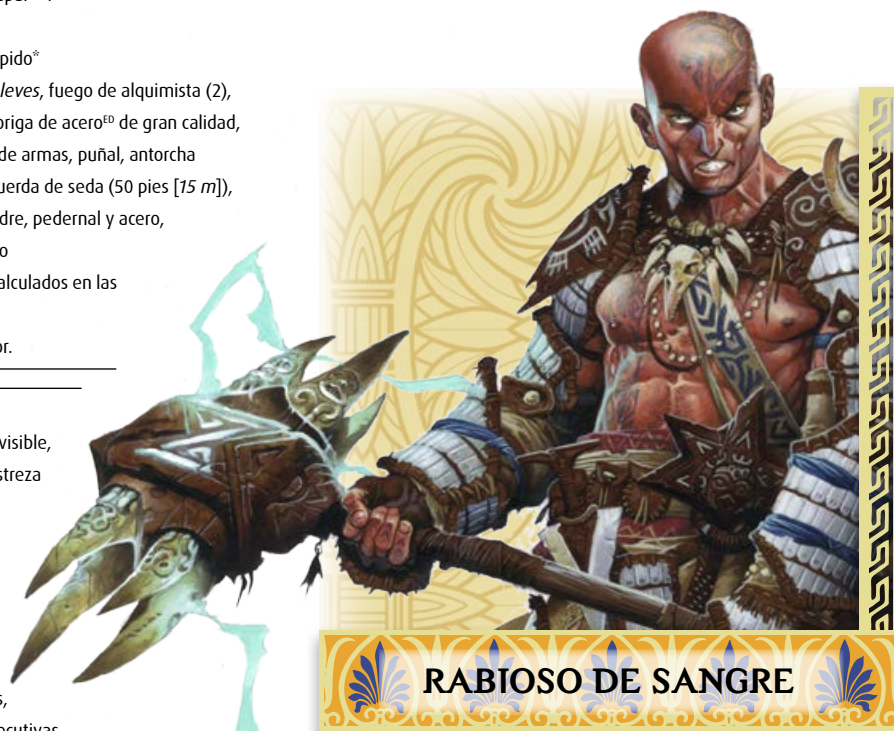 pido*
leves, fuego de alquimista (2),
briga de acero^ED de gran calidad,
de armas, puñal, antorcha
uerda de seda (50 pies [15 m]),
dre, pedernal y acero,
o
alculados en las
or.
visible,
streza
s,
RABIOSO DE SANGRE